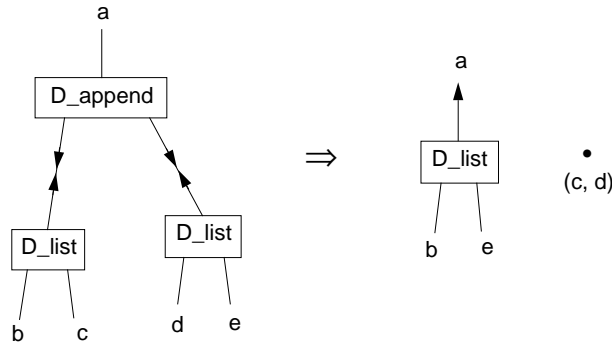 a
D_append
D_list
D_list
b
c
d
e
⇒
a
D_list
b
e
•
(c, d)